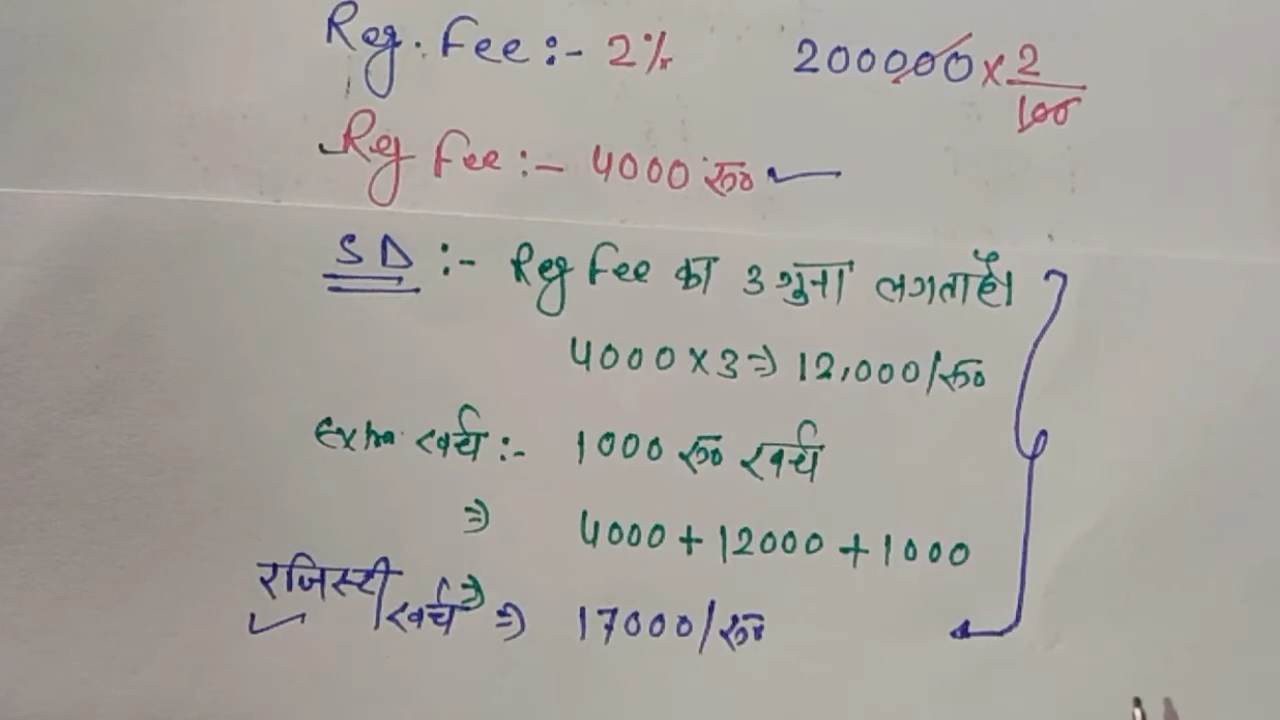 Reg. Fee :- 2% 200000 × 2/100
Reg Fee :- 4000 रू०
SD :- Reg Fee का 3 गुना लगता है।
4000 × 3 => 12,000/रू०
Extra खर्च :- 1000 रू० खर्च
=> 4000 + 12000 + 1000
रजिस्टी खर्च => => 17000/रू०